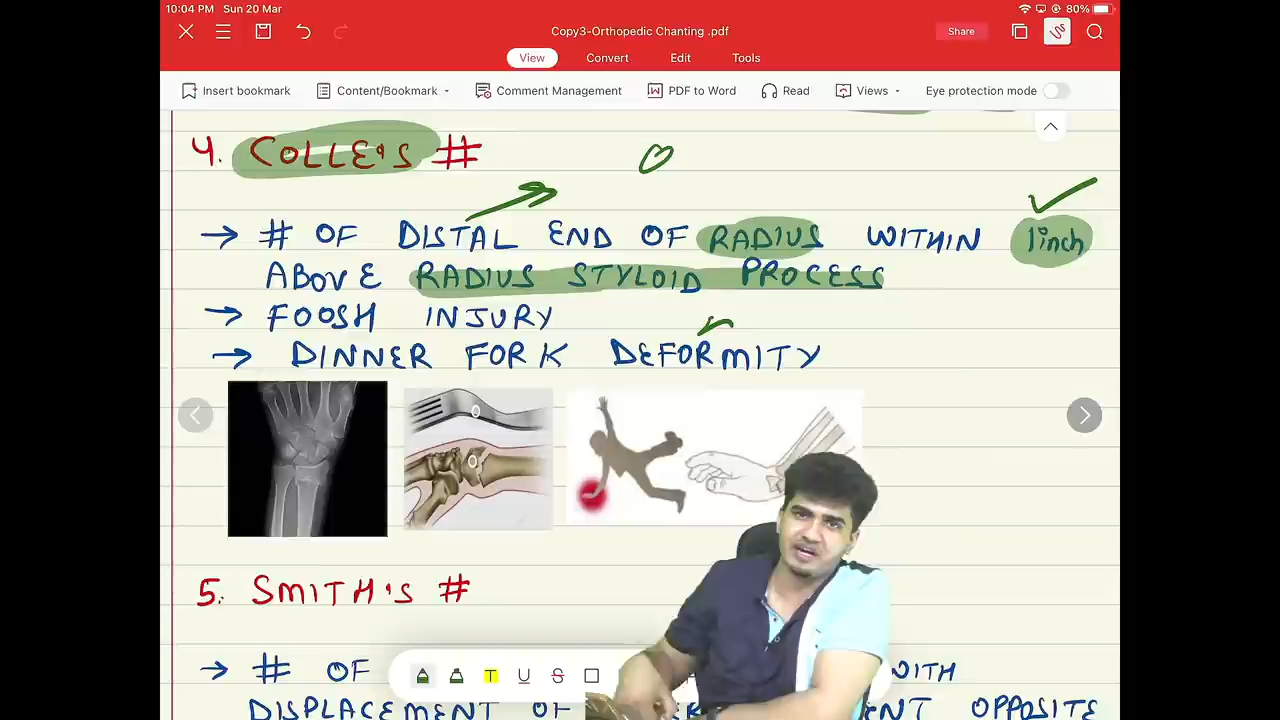 10:04 PM Sun 20 Mar
80%
Copy3-Orthopedic Chanting .pdf
Share
View Convert Edit Tools
Insert bookmark Content/Bookmark Comment Management PDF to Word Read Views Eye protection mode
4. COLLE'S #
→ # OF DISTAL END OF RADIUS WITHIN 1inch
ABOVE RADIUS STYLOID PROCESS
→ FOOSH INJURY
→ DINNER FORK DEFORMITY
5. SMITH'S #
→ # OF WITH
DISPLACEMENT OF OPPOSITE